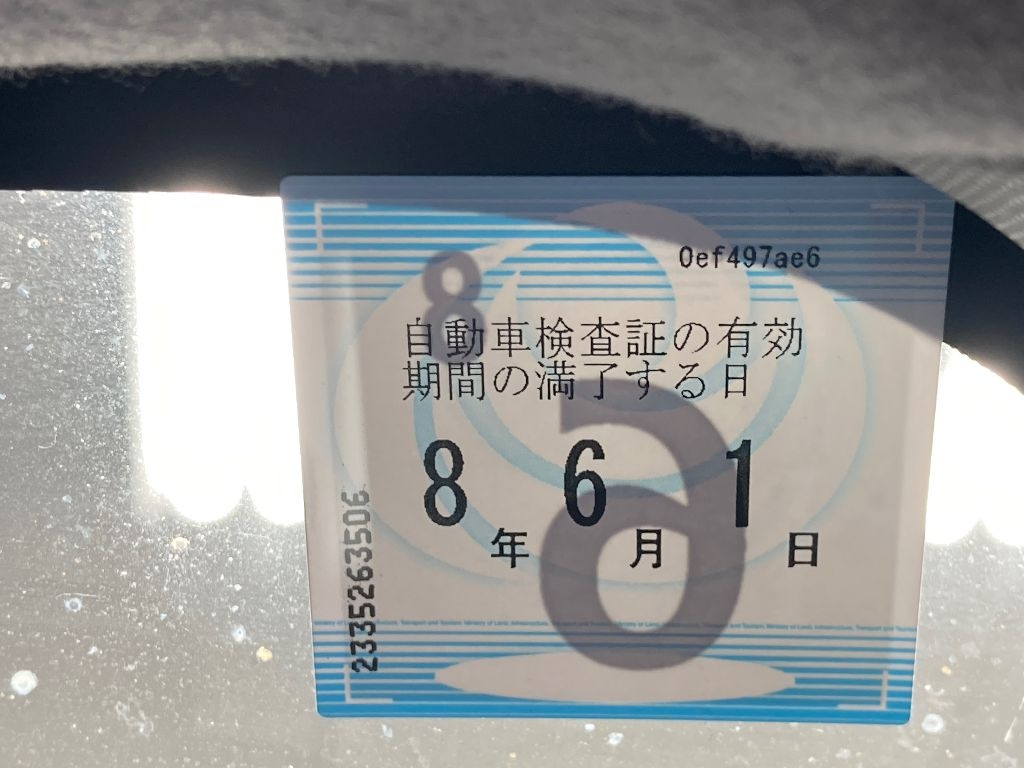 0ef497ae6
自動車検査証の有効
期間の満了する日
8年 6月 1日
2335263506
8
6